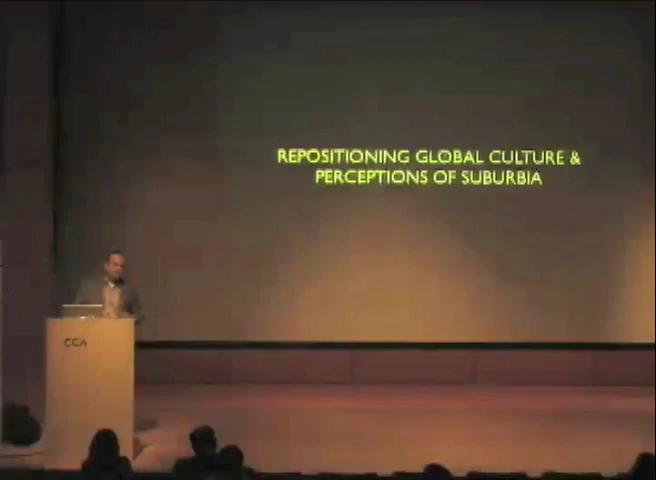 REPOSITIONING GLOBAL CULTURE &
PERCEPTIONS OF SUBURBIA
CCA